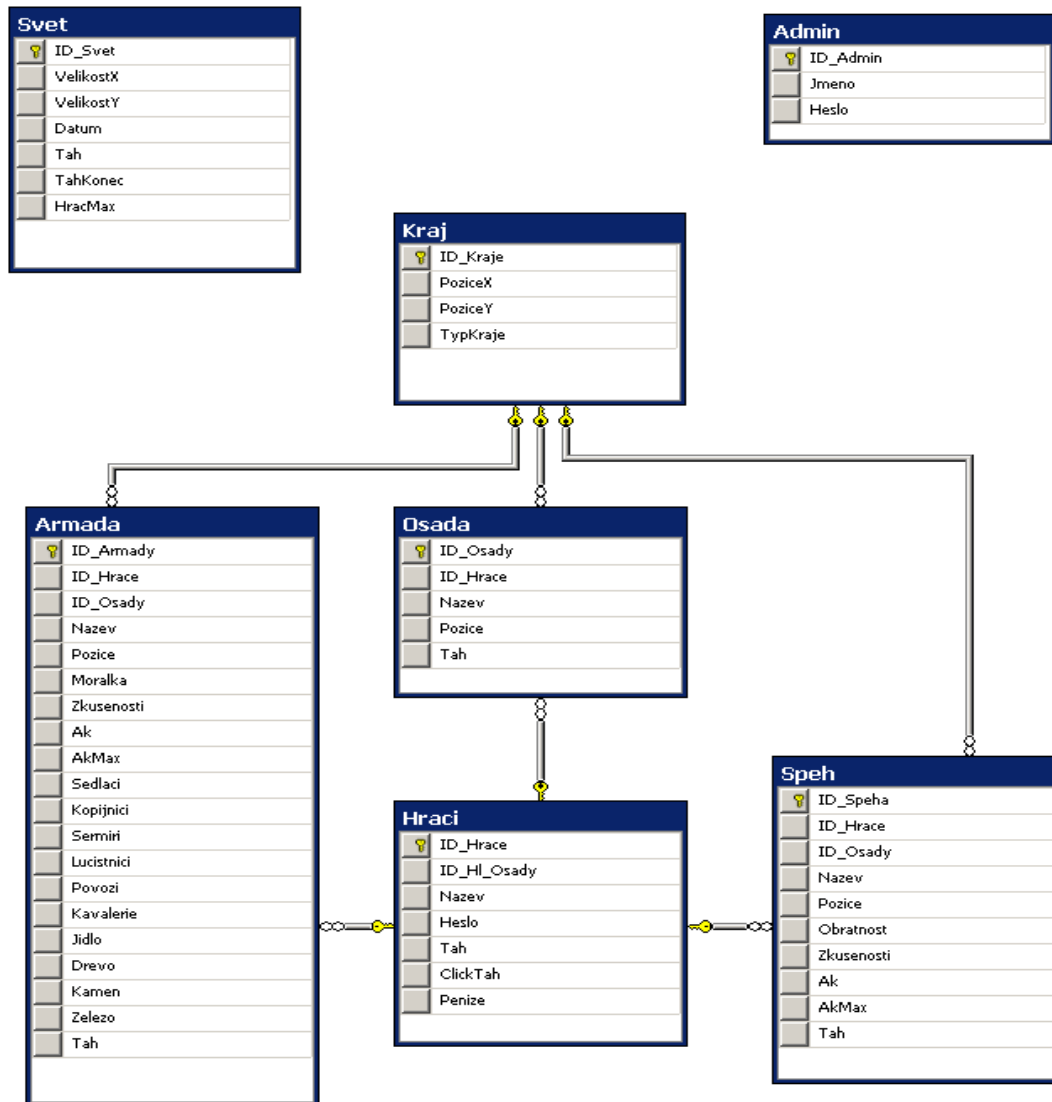 Svet
ID_Svet
VelikostX
VelikostY
Datum
Tah
TahKonec
HracMax
Admin
ID_Admin
Jmeno
Heslo
Kraj
ID_Kraje
PoziceX
PoziceY
TypKraje
Armada
ID_Armady
ID_Hrace
ID_Osady
Nazev
Pozice
Moralka
Zkusenosti
Ak
AkMax
Sedlaci
Kopijnici
Sermiri
Lucistnici
Povozi
Kavalerie
Jidlo
Drevo
Kamen
Zelezo
Tah
Osada
ID_Osady
ID_Hrace
Nazev
Pozice
Tah
Hraci
ID_Hrace
ID_Hl_Osady
Nazev
Heslo
Tah
ClickTah
Penize
Speh
ID_Speha
ID_Hrace
ID_Osady
Nazev
Pozice
Obratnost
Zkusenosti
Ak
AkMax
Tah